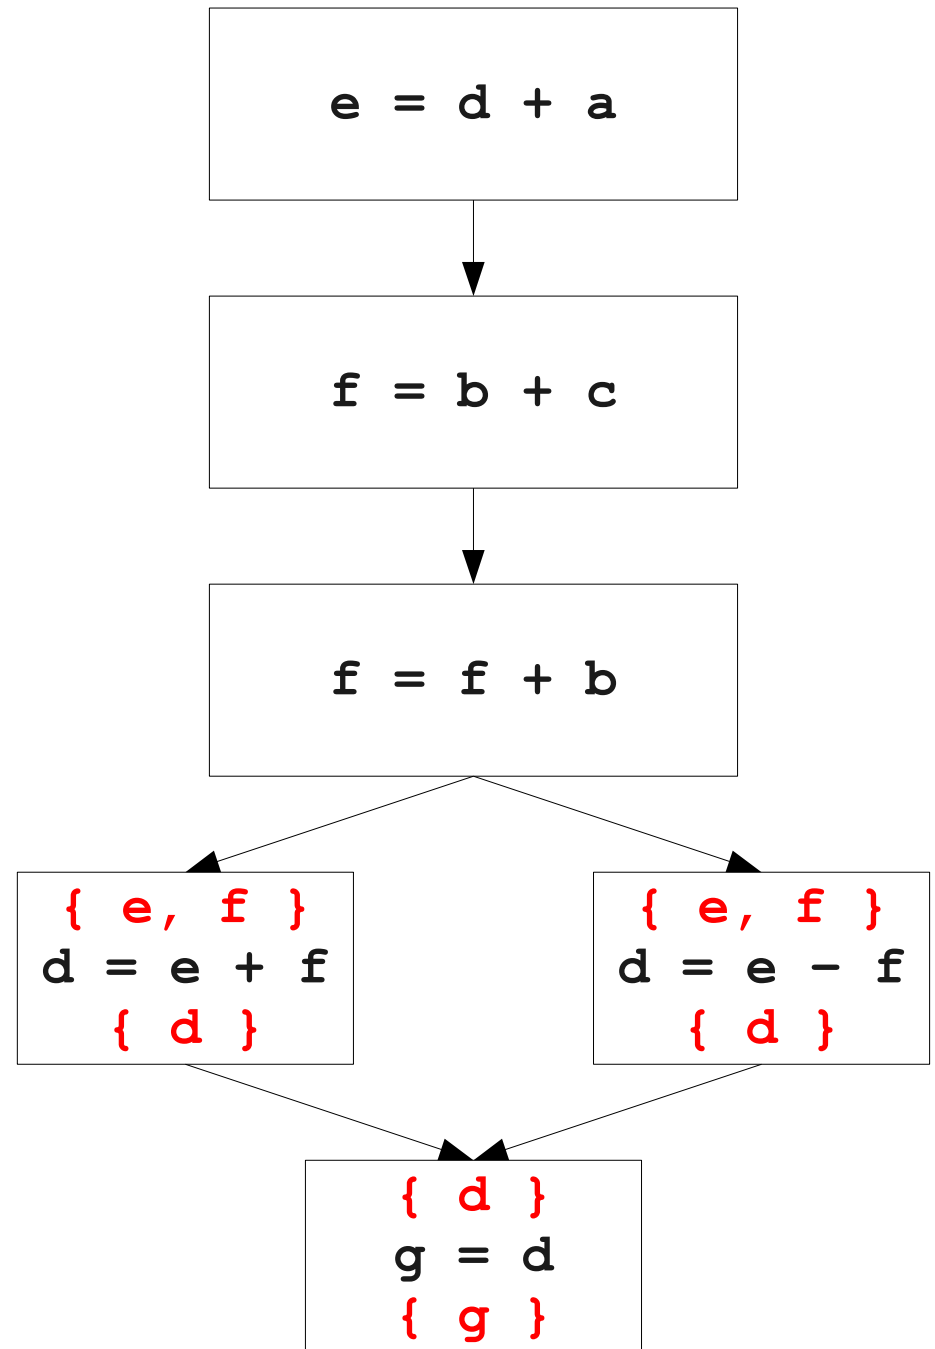 e = d + a
f = b + c
f = f + b
{ e, f }
d = e + f
{ d }
{ e, f }
d = e - f
{ d }
{ d }
g = d
{ g }